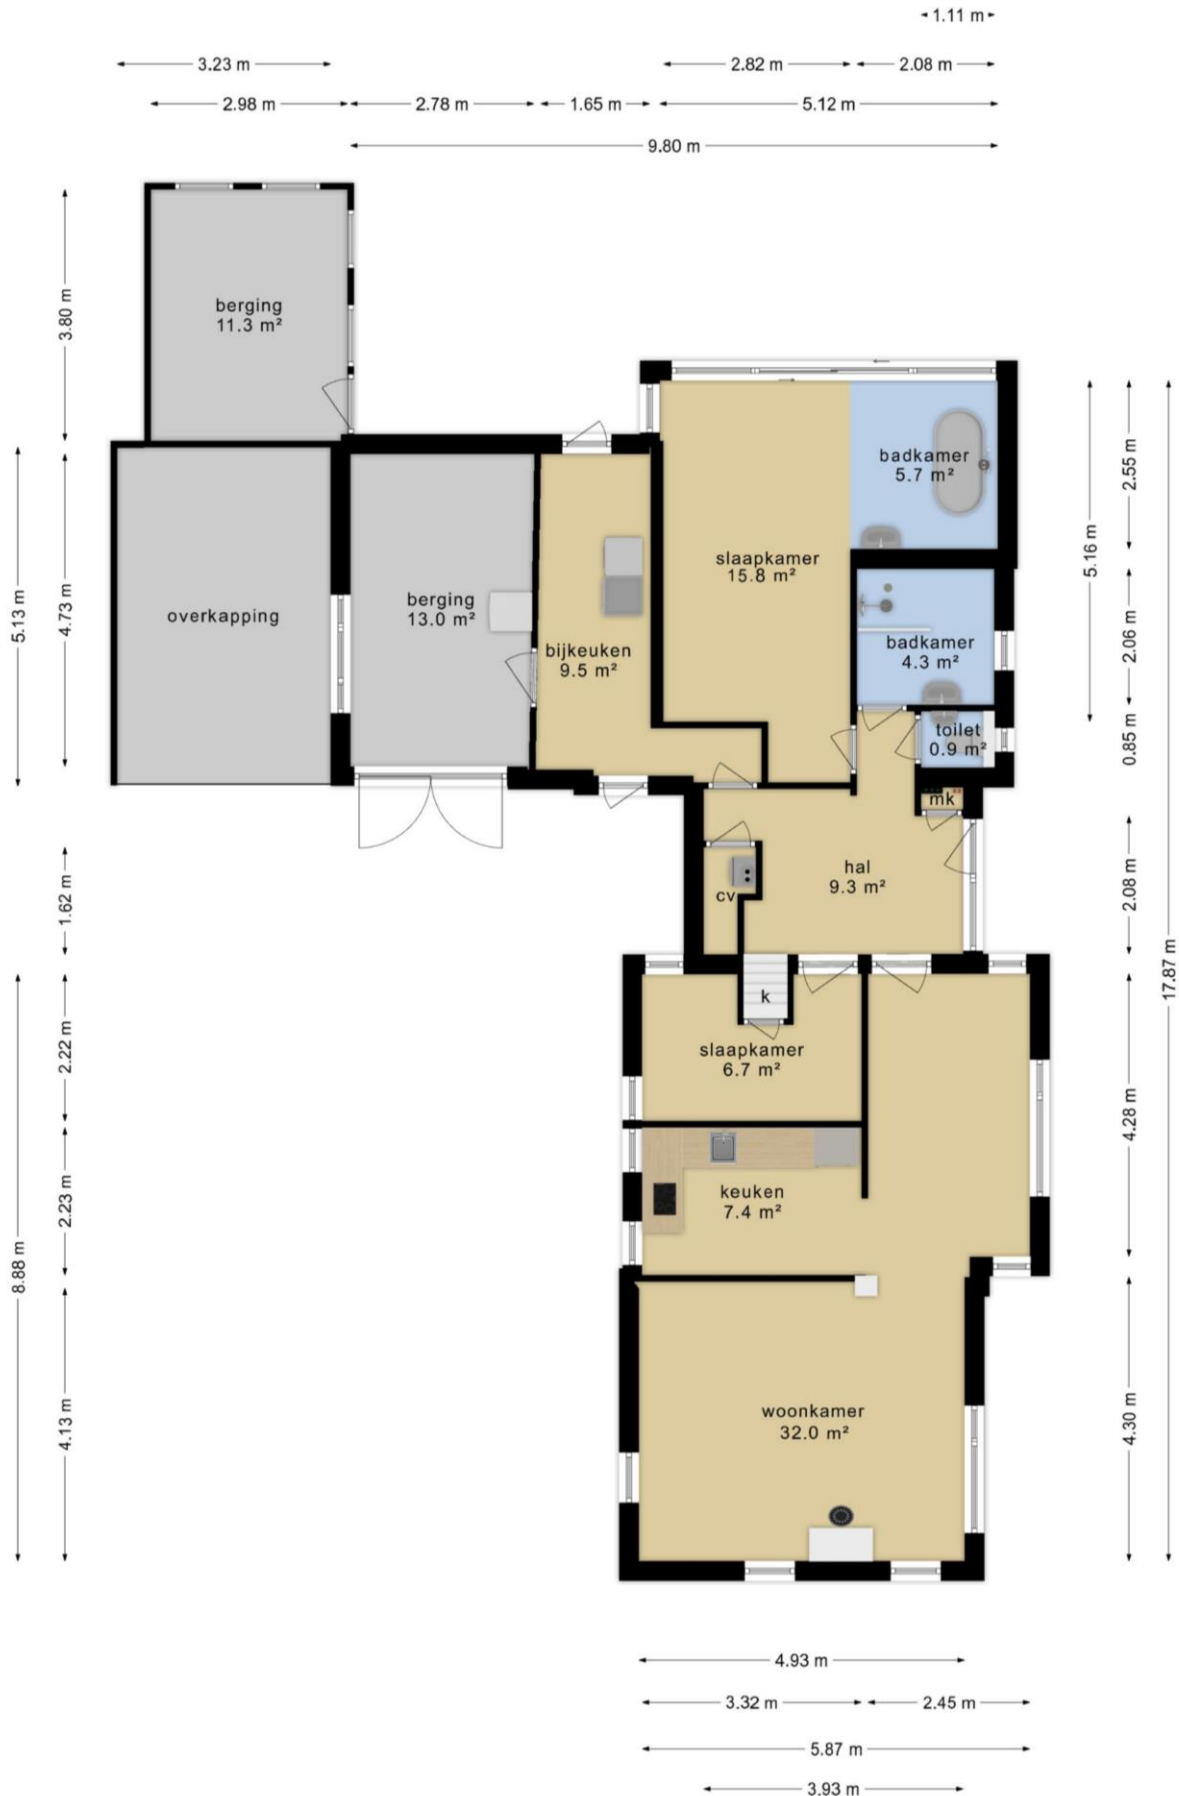 1.11 m
3.23 m
2.82 m
2.08 m
2.98 m
2.78 m
1.65 m
5.12 m
9.80 m
berging
11.3 m²
3.80 m
badkamer
5.7 m²
2.55 m
5.16 m
slaapkamer
15.8 m²
overkapping
berging
13.0 m²
5.13 m
4.73 m
bijkeuken
9.5 m²
badkamer
4.3 m²
2.06 m
toilet
0.9 m²
0.85 m
mk
hal
9.3 m²
cv
1.62 m
2.08 m
17.87 m
k
slaapkamer
6.7 m²
2.22 m
4.28 m
keuken
7.4 m²
2.23 m
8.88 m
woonkamer
32.0 m²
4.13 m
4.30 m
4.93 m
3.32 m
2.45 m
5.87 m
3.93 m